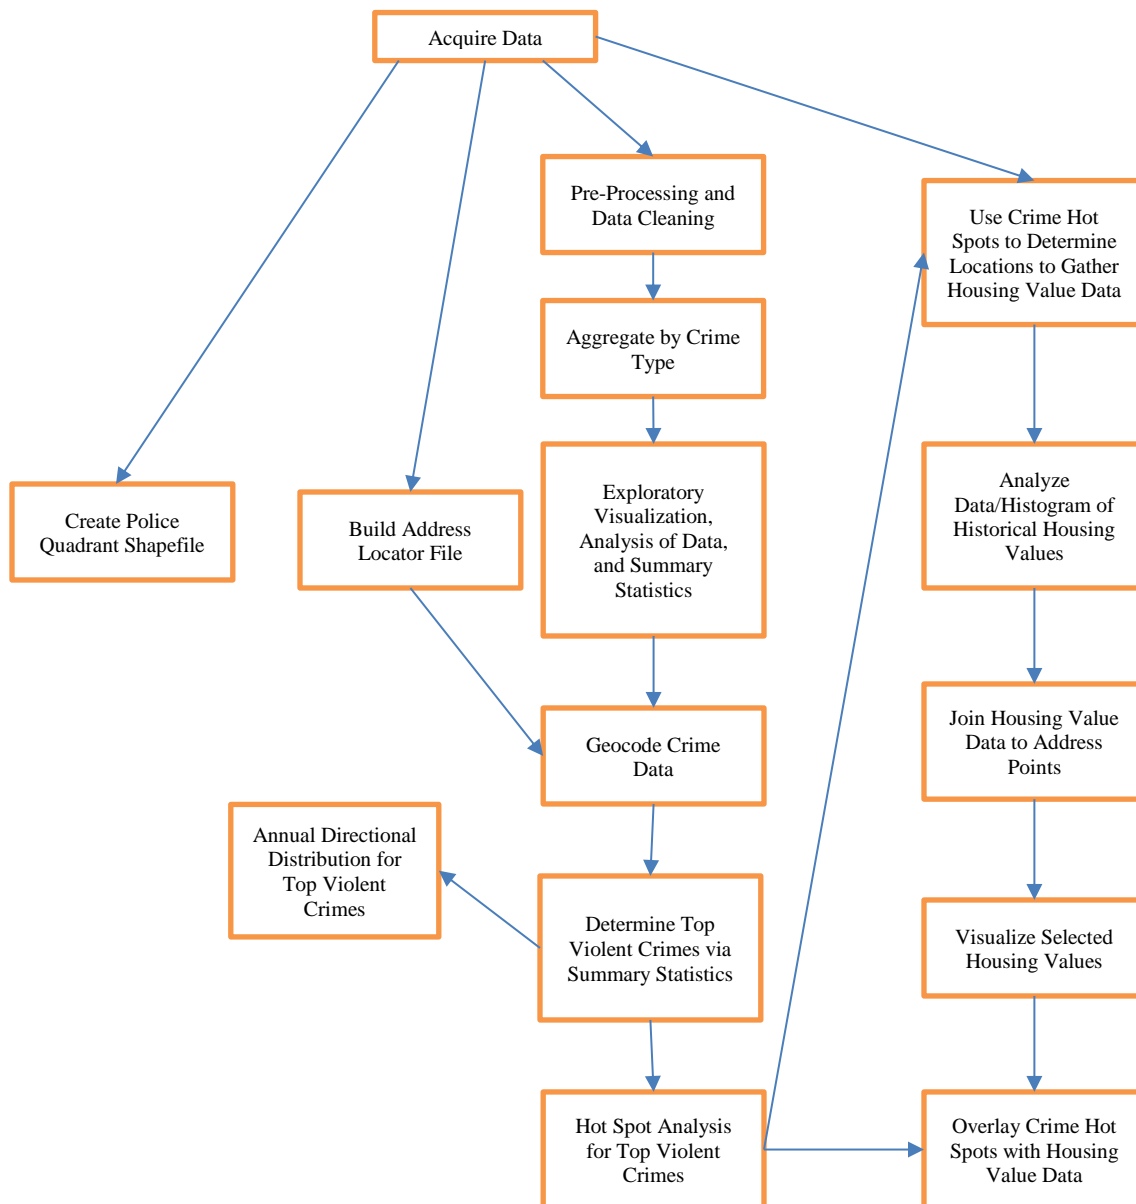 Acquire Data
Pre-Processing and
Data Cleaning
Use Crime Hot
Spots to Determine
Locations to Gather
Housing Value Data
Aggregate by Crime
Type
Create Police
Quadrant Shapefile
Build Address
Locator File
Exploratory
Visualization,
Analysis of Data,
and Summary
Statistics
Analyze
Data/Histogram of
Historical Housing
Values
Geocode Crime
Data
Join Housing Value
Data to Address
Points
Annual Directional
Distribution for
Top Violent
Crimes
Determine Top
Violent Crimes via
Summary Statistics
Visualize Selected
Housing Values
Hot Spot Analysis
for Top Violent
Crimes
Overlay Crime Hot
Spots with Housing
Value Data